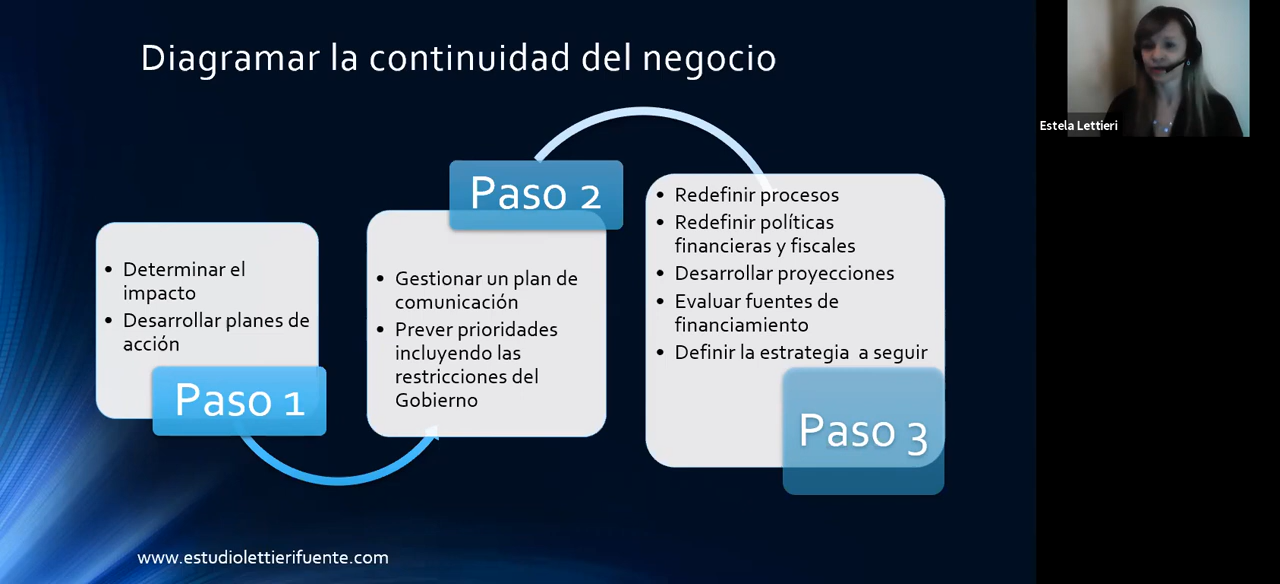 Diagramar la continuidad del negocio
Estela Lettieri
• Determinar el
impacto
• Desarrollar planes de
acción
Paso 1
Paso 2
• Gestionar un plan de
comunicación
• Prever prioridades
incluyendo las
restricciones del
Gobierno
• Redefinir procesos
• Redefinir políticas
financieras y fiscales
• Desarrollar proyecciones
• Evaluar fuentes de
financiamiento
• Definir la estrategia  a seguir
Paso 3
www.estudiolettierifuente.com